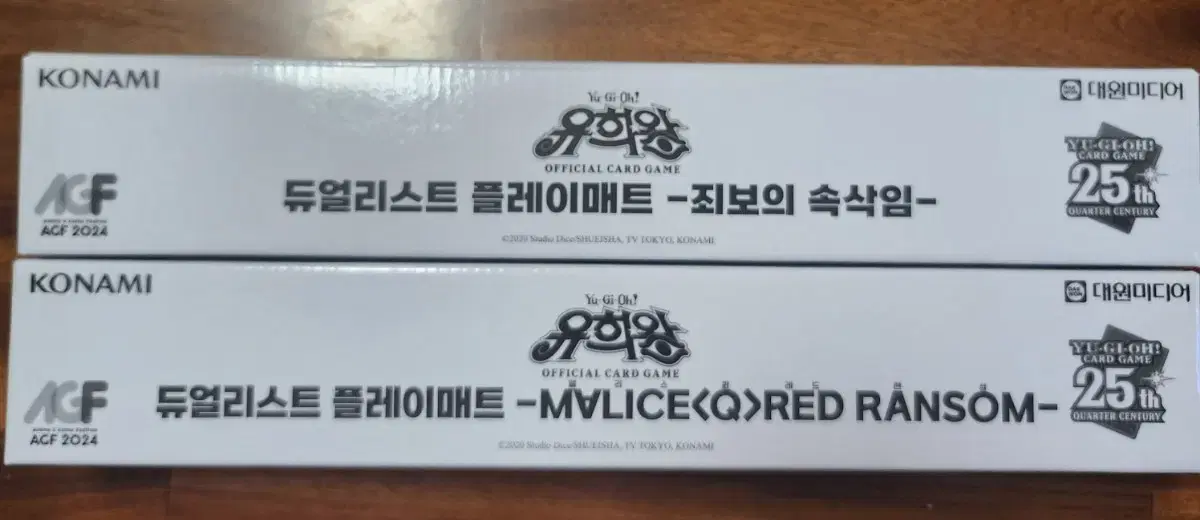 KONAMI
대원미디어
Yu-Gi-Oh!
유희왕
OFFICIAL CARD GAME
듀얼리스트 플레이매트 -죄보의 속삭임-
©2020 Studio Dice/SHUEISHA, TV TOKYO, KONAMI
AGF
AGF 2024
YU-GI-OH!
CARD GAME
25th
QUARTER CENTURY
KONAMI
대원미디어
Yu-Gi-Oh!
유희왕
OFFICIAL CARD GAME
듀얼리스트 플레이매트 -M∀LICE<Q>RED RANSOM-
©2020 Studio Dice/SHUEISHA, TV TOKYO, KONAMI
AGF
AGF 2024
YU-GI-OH!
CARD GAME
25th
QUARTER CENTURY